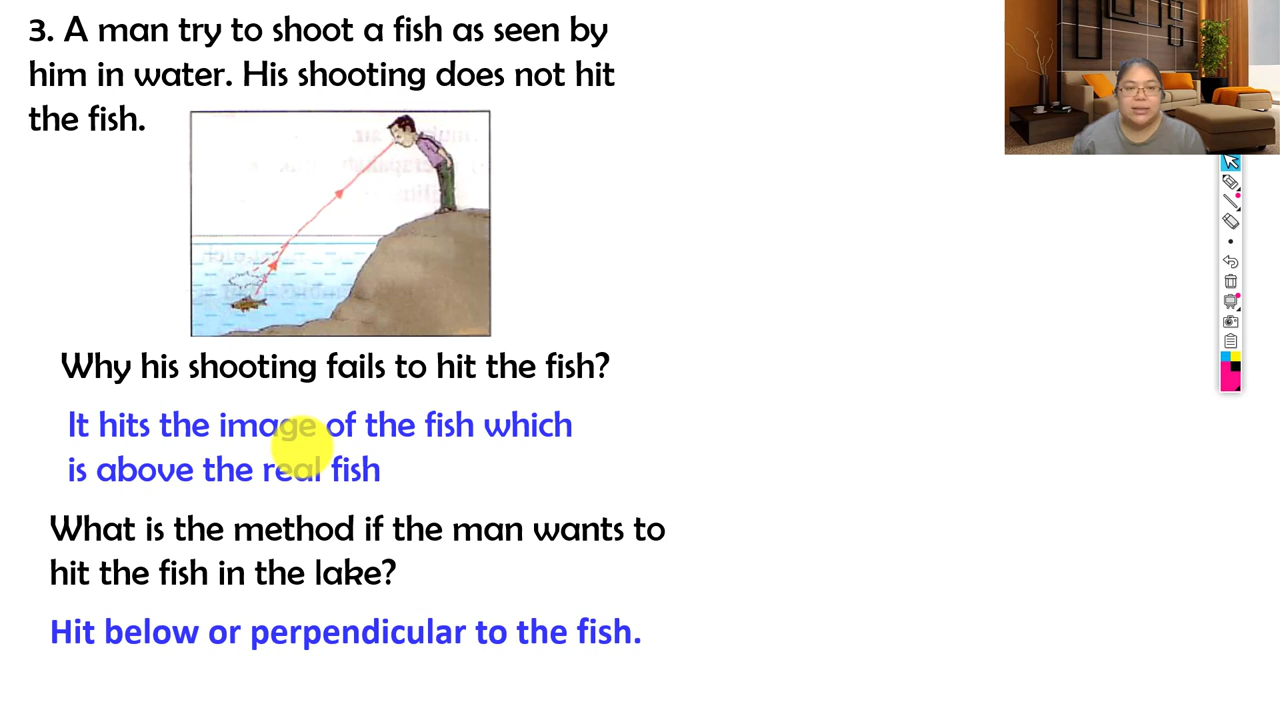 3. A man try to shoot a fish as seen by
him in water. His shooting does not hit
the fish.
Why his shooting fails to hit the fish?
It hits the image of the fish which
is above the real fish
What is the method if the man wants to
hit the fish in the lake?
Hit below or perpendicular to the fish.